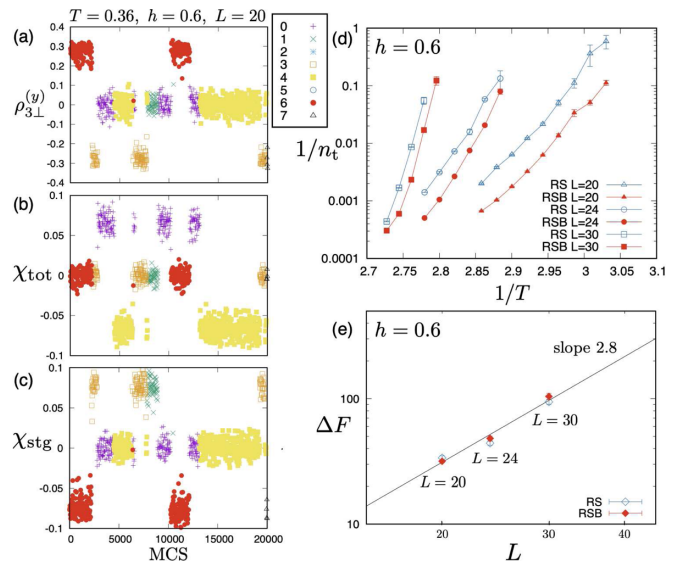 T = 0.36, h = 0.6, L = 20
(a)
ρ3⊥(y)
0.4
0.3
0.2
0.1
0
-0.1
-0.2
-0.3
0.4
0
1
2
3
4
5
6
7
(b)
χtot
0.1
0.05
0
-0.05
-0.1
(c)
χstg
0.1
0.05
0
-0.05
-0.1
0 5000 10000 15000 20000
MCS
(d)
h = 0.6
1/nt
1
0.1
0.01
0.001
0.0001
RS L=20
RSB L=20
RS L=24
RSB L=24
RS L=30
RSB L=30
2.7 2.75 2.8 2.85 2.9 2.95 3 3.05 3.1
1/T
(e)
h = 0.6
slope 2.8
ΔF
100
10
L = 30
L = 24
L = 20
RS
RSB
20 30 40
L